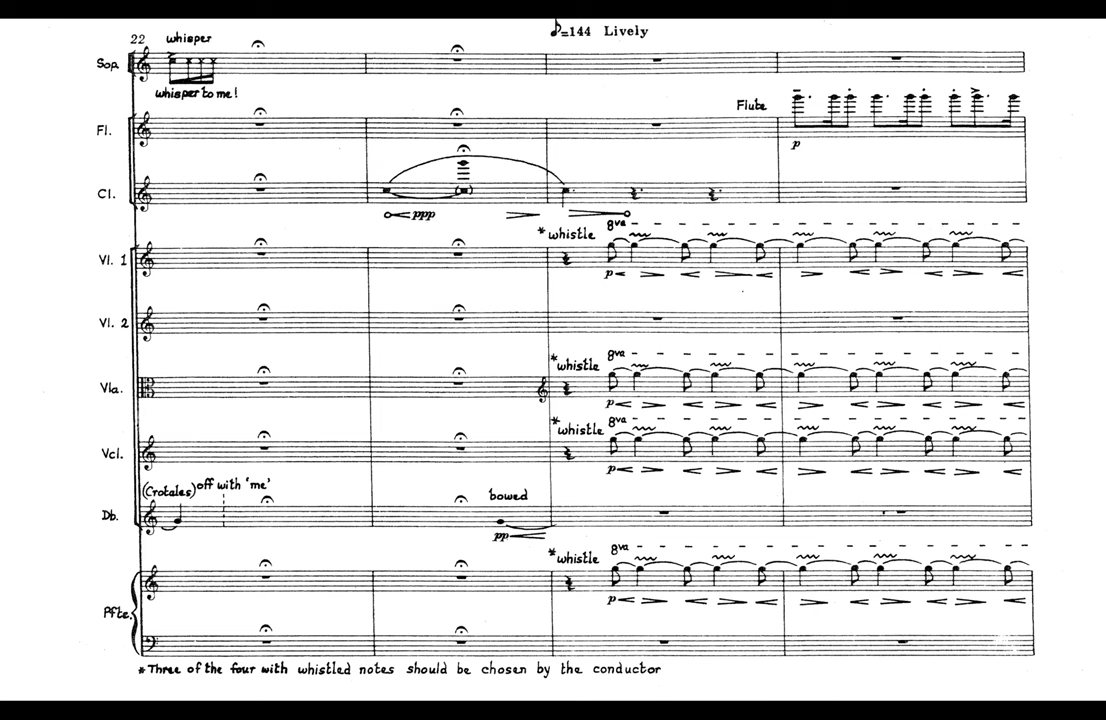 ♪=144 Lively
22
whisper
Sop.
whisper to me!
Flute
Fl.
p
Cl.
ppp
* whistle
8va
Vl. 1
p
Vl. 2
* whistle
8va
Vla.
p
* whistle
8va
Vcl.
p
(Crotales) off with 'me'
bowed
Db.
pp
* whistle
8va
p
Pfte.
* Three of the four with whistled notes should be chosen by the conductor